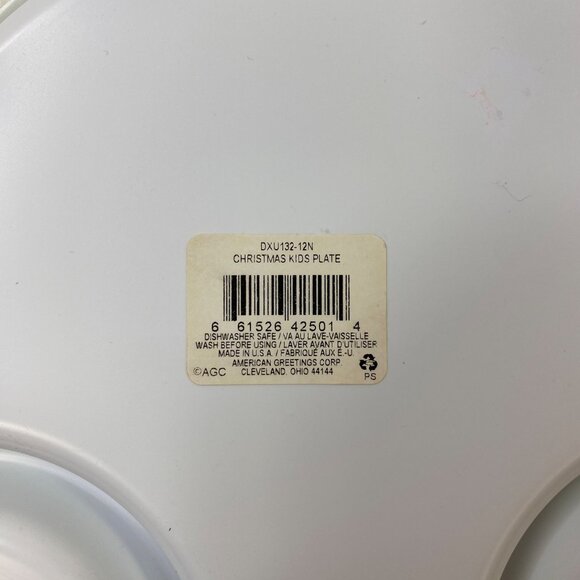 DXU132-12N
CHRISTMAS KIDS PLATE
6 61526 42501 4
DISHWASHER SAFE / VA AU LAVE-VAISSELLE
WASH BEFORE USING / LAVER AVANT D'UTILISER
MADE IN U.S.A. / FABRIQUÉ AUX E.-U.
AMERICAN GREETINGS CORP.
©AGC CLEVELAND, OHIO 44144 PS